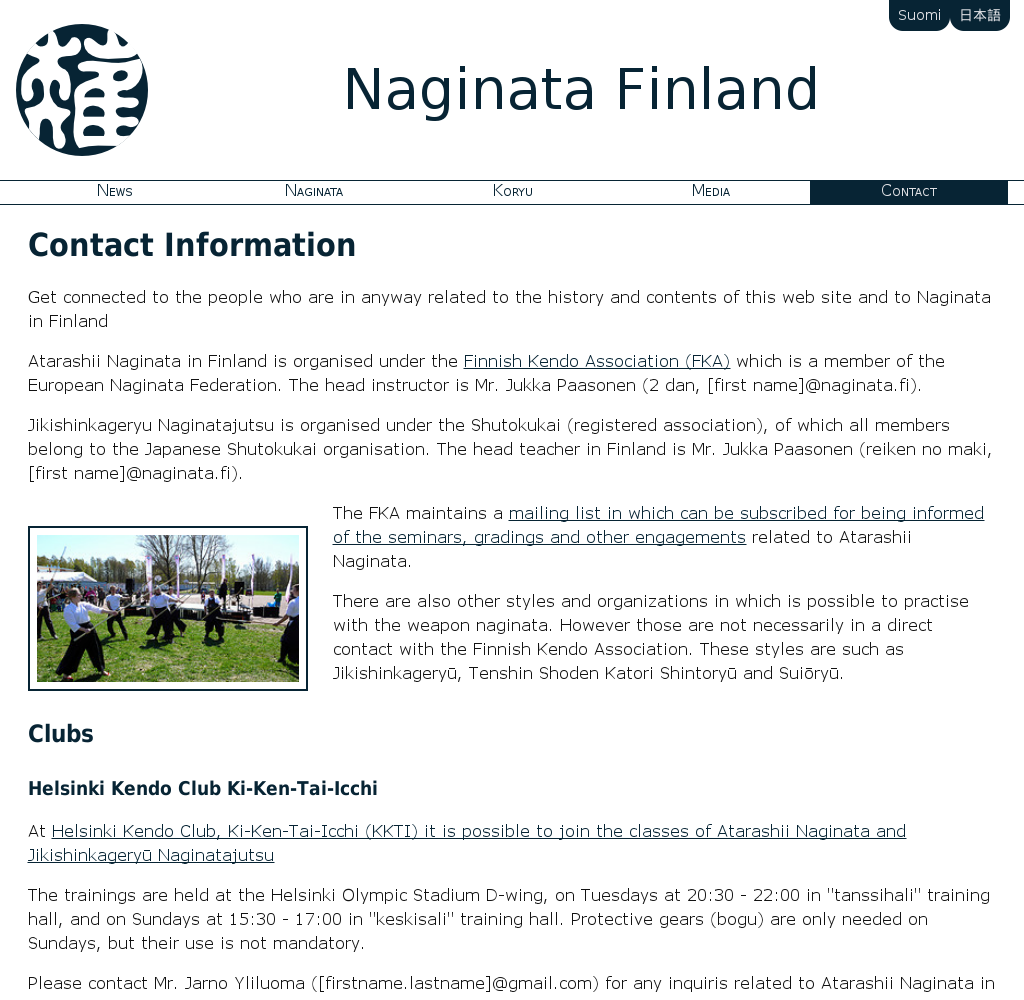 Suomi 日本語
Naginata Finland
News Naginata Koryu Media Contact
Contact Information
Get connected to the people who are in anyway related to the history and contents of this web site and to Naginata
in Finland
Atarashii Naginata in Finland is organised under the Finnish Kendo Association (FKA) which is a member of the
European Naginata Federation. The head instructor is Mr. Jukka Paasonen (2 dan, [first name]@naginata.fi).
Jikishinkageryu Naginatajutsu is organised under the Shutokukai (registered association), of which all members
belong to the Japanese Shutokukai organisation. The head teacher in Finland is Mr. Jukka Paasonen (reiken no maki,
[first name]@naginata.fi).
The FKA maintains a mailing list in which can be subscribed for being informed
of the seminars, gradings and other engagements related to Atarashii
Naginata.
There are also other styles and organizations in which is possible to practise
with the weapon naginata. However those are not necessarily in a direct
contact with the Finnish Kendo Association. These styles are such as
Jikishinkageryū, Tenshin Shoden Katori Shintoryū and Suiōryū.
Clubs
Helsinki Kendo Club Ki-Ken-Tai-Icchi
At Helsinki Kendo Club, Ki-Ken-Tai-Icchi (KKTI) it is possible to join the classes of Atarashii Naginata and
Jikishinkageryū Naginatajutsu
The trainings are held at the Helsinki Olympic Stadium D-wing, on Tuesdays at 20:30 - 22:00 in "tanssihali" training
hall, and on Sundays at 15:30 - 17:00 in "keskisali" training hall. Protective gears (bogu) are only needed on
Sundays, but their use is not mandatory.
Please contact Mr. Jarno Yliluoma ([firstname.lastname]@gmail.com) for any inquiris related to Atarashii Naginata in